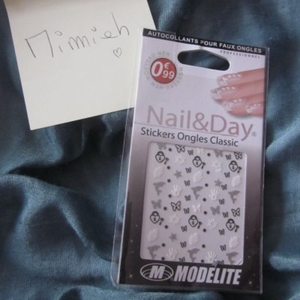 Mimieh
AUTOCOLLANTS POUR FAUX ONGLES
0€99
Nail&Day®
Stickers Ongles Classic
M MODELITE